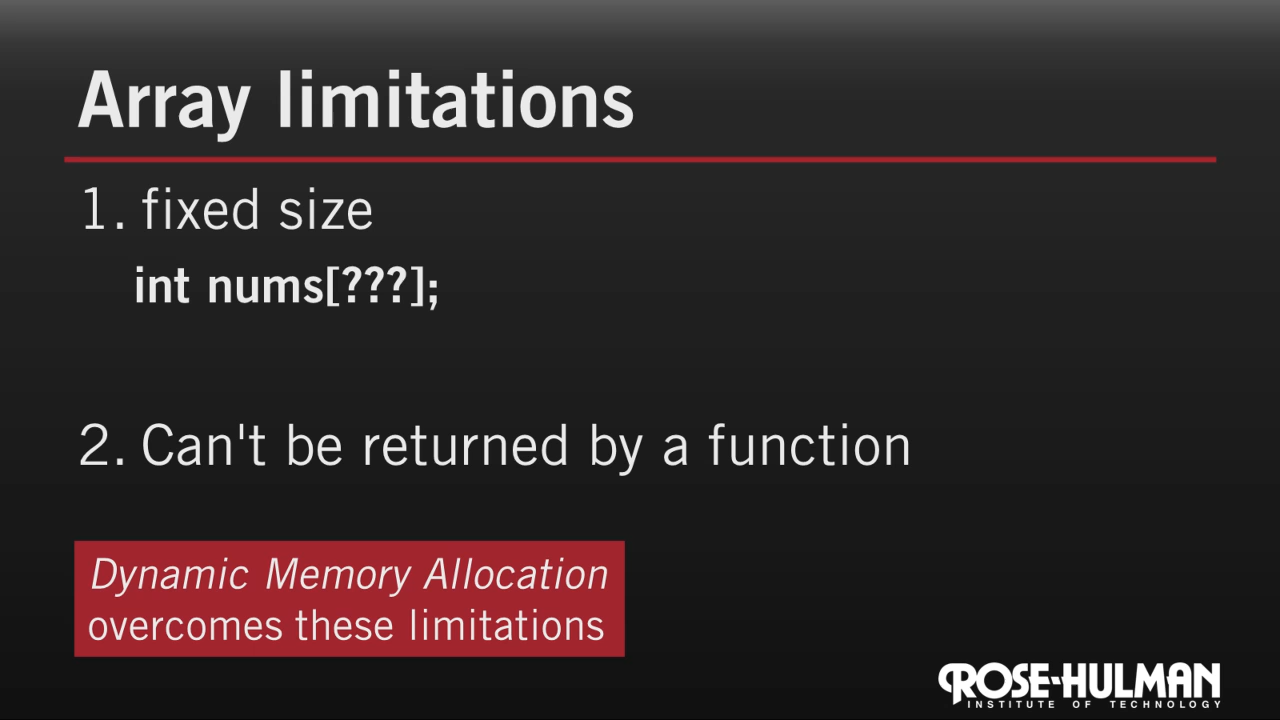 Array limitations
1. fixed size
int nums[???];
2. Can't be returned by a function
Dynamic Memory Allocation
overcomes these limitations
ROSE-HULMAN
INSTITUTE OF TECHNOLOGY